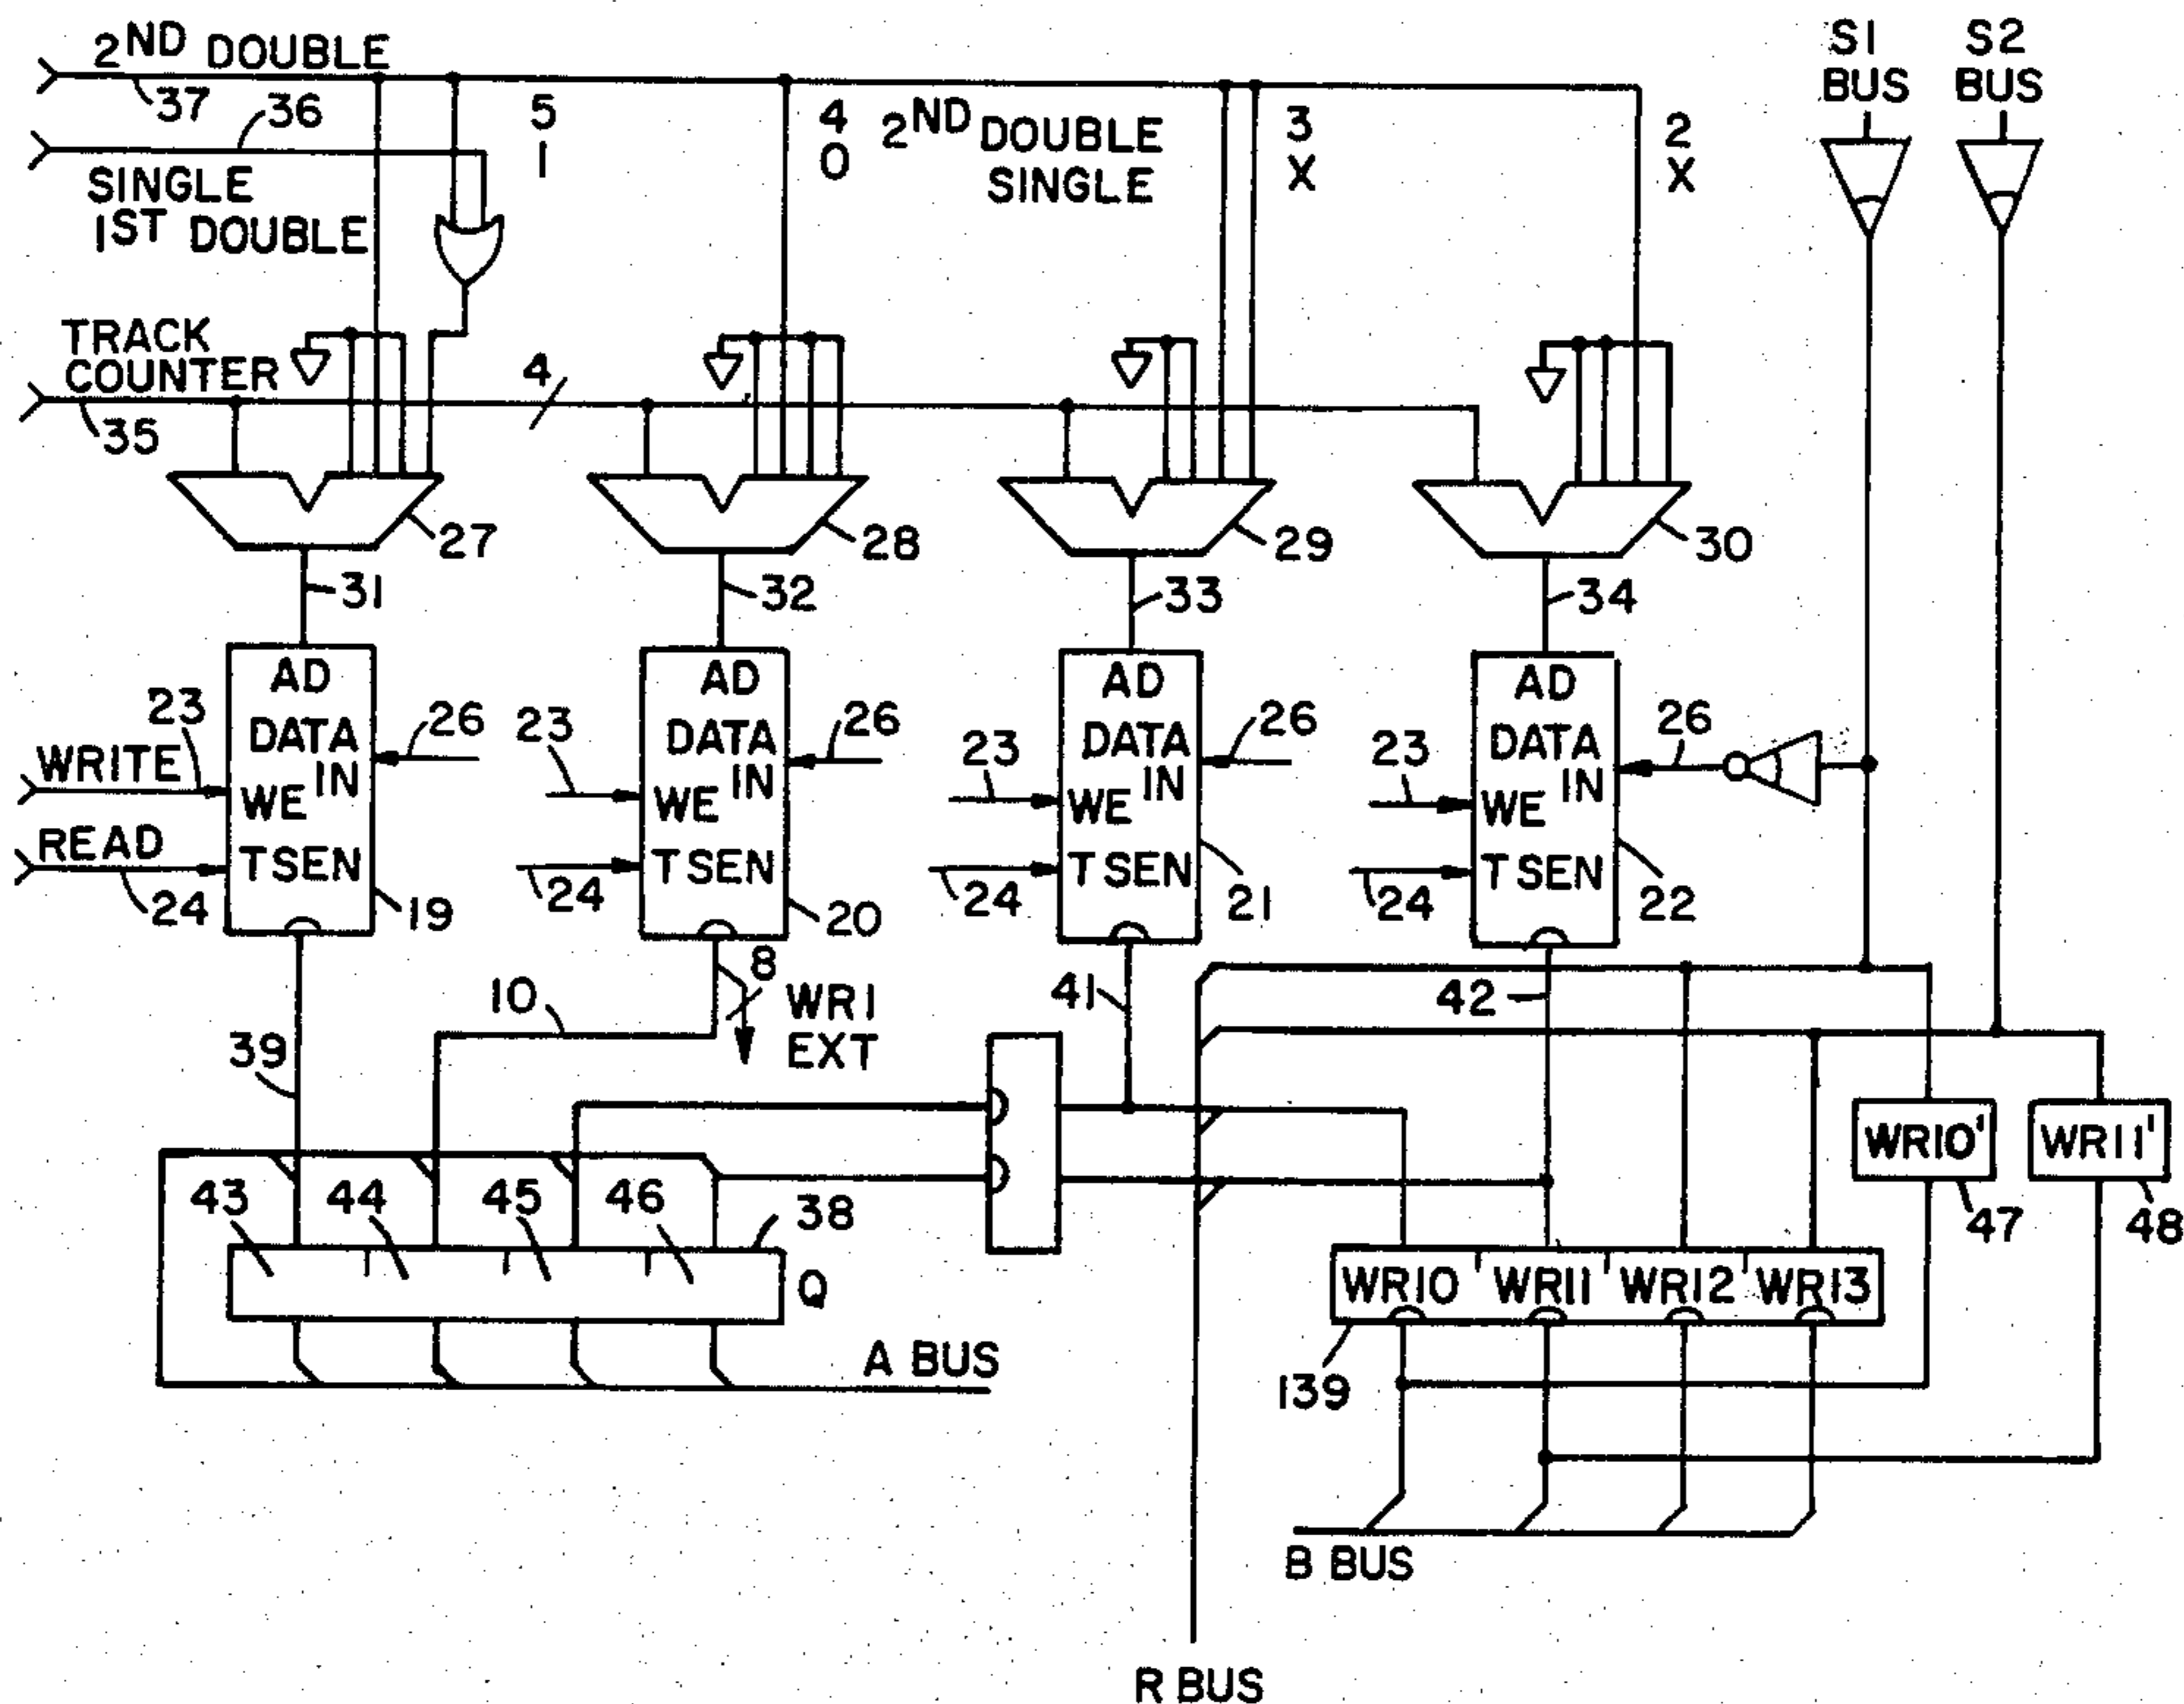 2ND DOUBLE
37
36
SINGLE
1ST DOUBLE
5
1
4
0
2ND DOUBLE
SINGLE
3
X
2
X
S1
BUS
S2
BUS
TRACK
COUNTER
35
4
27
28
29
30
31
32
33
34
AD
DATA
IN
WE
TSEN
AD
DATA
IN
WE
TSEN
AD
DATA
IN
WE
TSEN
AD
DATA
IN
WE
TSEN
23
WRITE
READ
24
26
19
23
24
26
20
23
24
26
21
23
24
26
22
39
10
8
WR1
EXT
41
42
43
44
45
46
38
Q
A BUS
WR10'
WR11'
47
48
WR10
WR11
WR12
WR13
139
B BUS
R BUS